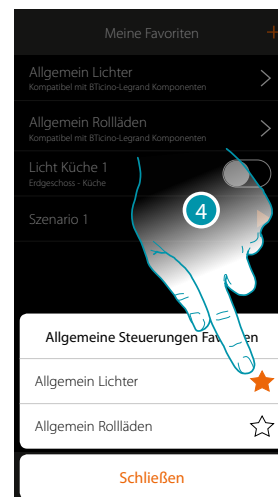 Meine Favoriten +
Allgemein Lichter
Kompatibel mit BTicino-Legrand Komponenten
Allgemein Rollläden
Kompatibel mit BTicino-Legrand Komponenten
Licht Küche 1
Erdgeschoss - Küche
Szenario 1
4
Allgemeine Steuerungen
Allgemein Lichter
Allgemein Rollläden
Schließen